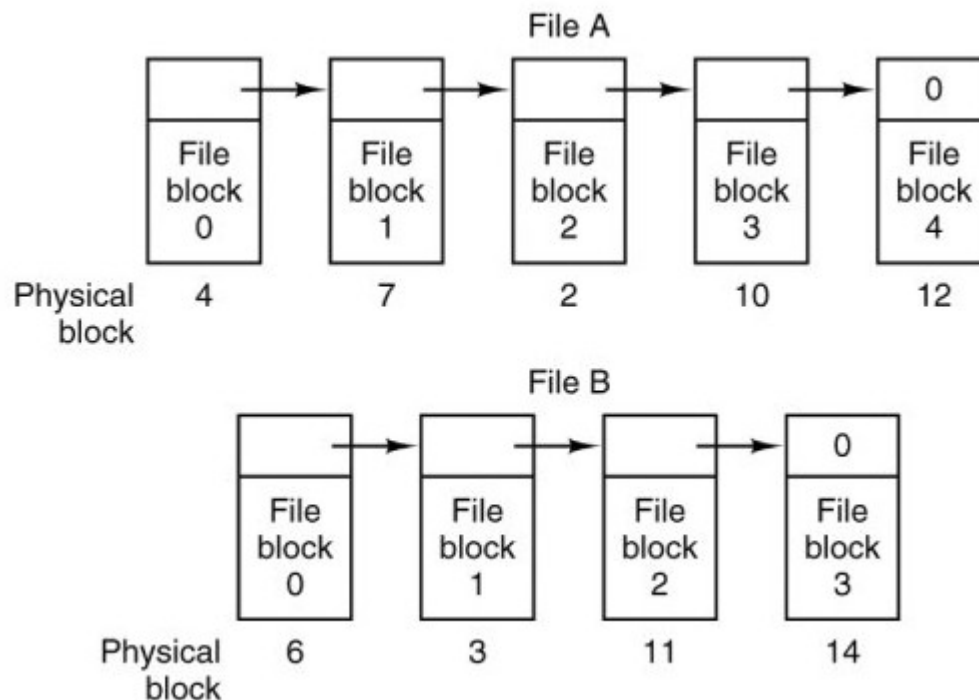 File A
0
File block 0
File block 1
File block 2
File block 3
File block 4
Physical block
4 7 2 10 12
File B
0
File block 0
File block 1
File block 2
File block 3
Physical block
6 3 11 14